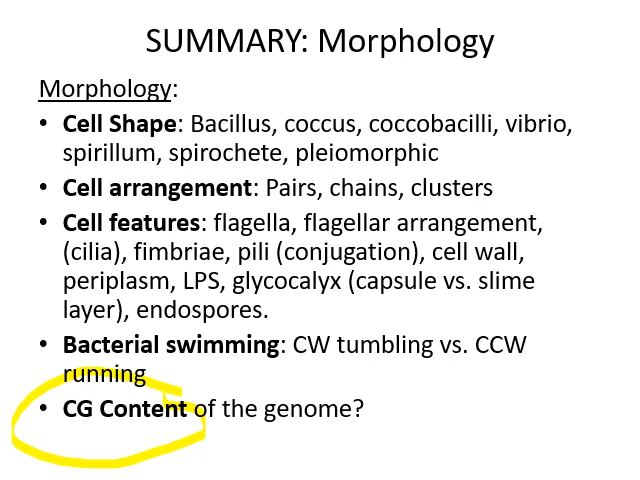 SUMMARY: Morphology
Morphology:
• Cell Shape: Bacillus, coccus, coccobacilli, vibrio,
spirillum, spirochete, pleiomorphic
• Cell arrangement: Pairs, chains, clusters
• Cell features: flagella, flagellar arrangement,
(cilia), fimbriae, pili (conjugation), cell wall,
periplasm, LPS, glycocalyx (capsule vs. slime
layer), endospores.
• Bacterial swimming: CW tumbling vs. CCW
running
• CG Content of the genome?